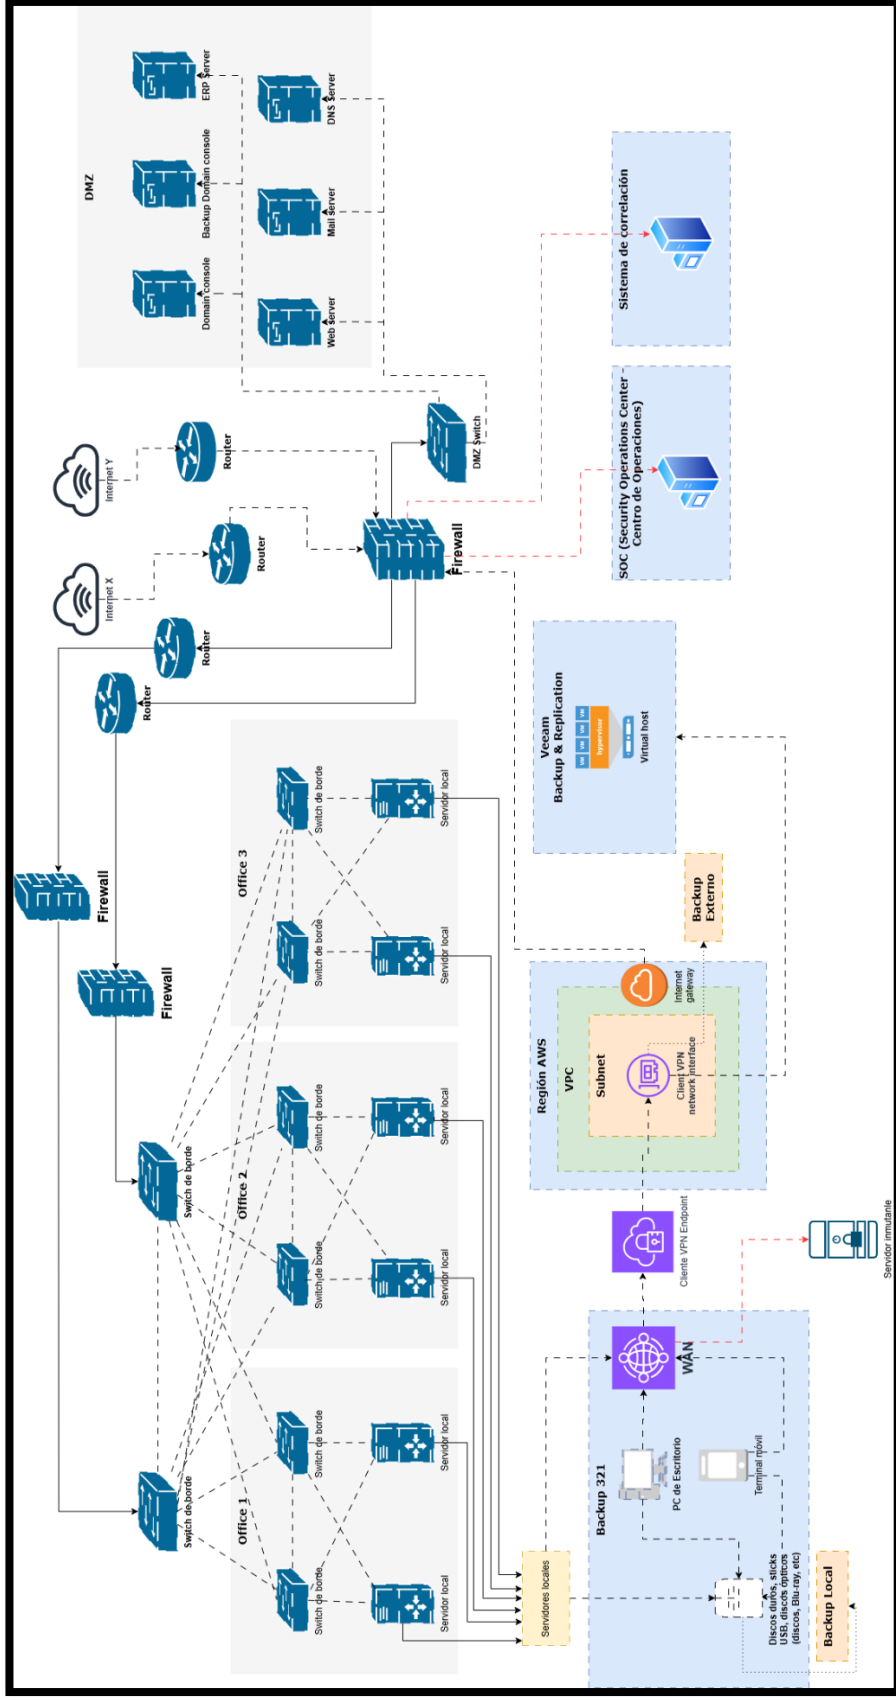 DMZ
Domain console
Backup Domain console
ERP Server
Web server
Mail server
DNS Server
Internet X
Internet Y
Router
Router
Router
Router
DMZ Switch
Firewall
Firewall
Firewall
Switch de borde
Switch de borde
Office 1
Switch de borde
Switch de borde
Servidor local
Servidor local
Office 2
Switch de borde
Switch de borde
Servidor local
Servidor local
Office 3
Switch de borde
Switch de borde
Servidor local
Servidor local
Sistema de correlación
SOC (Security Operations Center -
Centro de Operaciones)
Veeam
Backup & Replication
VM
VM
VM
VM
hypervisor
Virtual host
Backup
Externo
Región AWS
VPC
Subnet
Client VPN
network interface
Internet
gateway
Cliente VPN Endpoint
Servidores locales
Backup 321
WAN
PC de Escritorio
Terminal móvil
Discos duros, sticks
USB, discos ópticos
(discos, Blu-ray, etc)
Backup Local
Servidor inmutanle